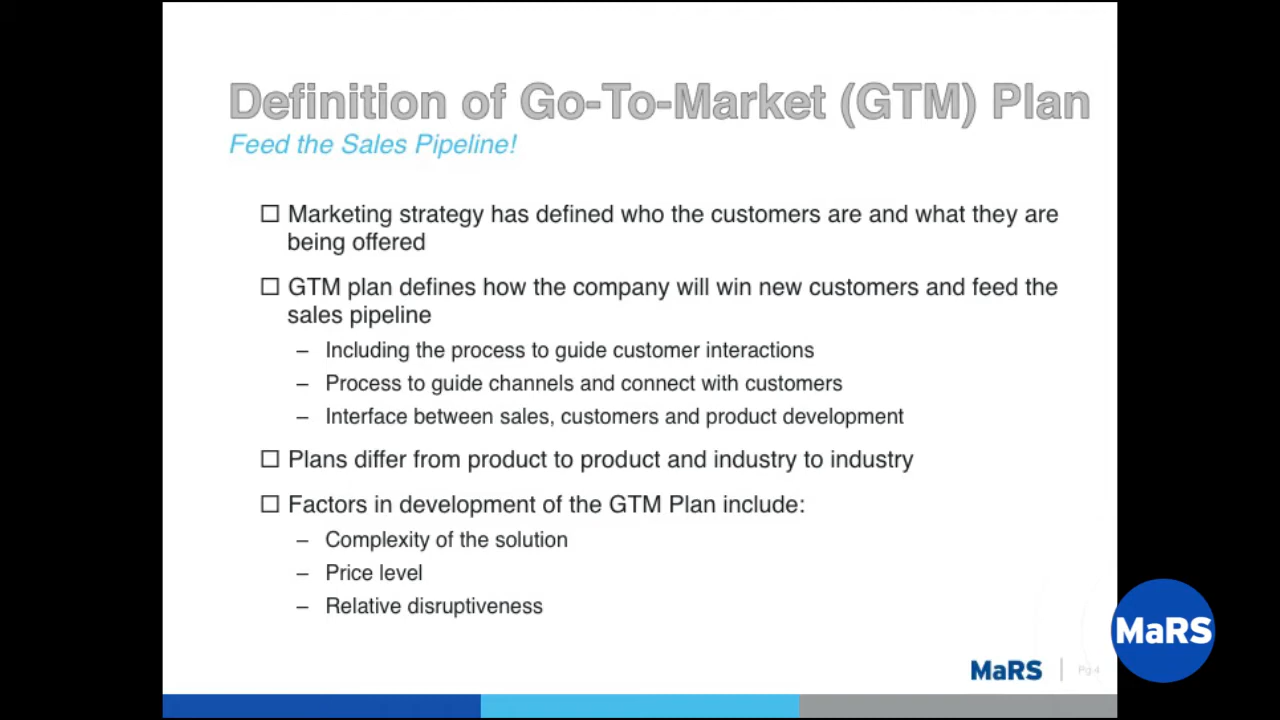 Definition of Go-To-Market (GTM) Plan
Feed the Sales Pipeline!
☐ Marketing strategy has defined who the customers are and what they are
being offered
☐ GTM plan defines how the company will win new customers and feed the
sales pipeline
– Including the process to guide customer interactions
– Process to guide channels and connect with customers
– Interface between sales, customers and product development
☐ Plans differ from product to product and industry to industry
☐ Factors in development of the GTM Plan include:
– Complexity of the solution
– Price level
– Relative disruptiveness
MaRS
MaRS
Pg 4